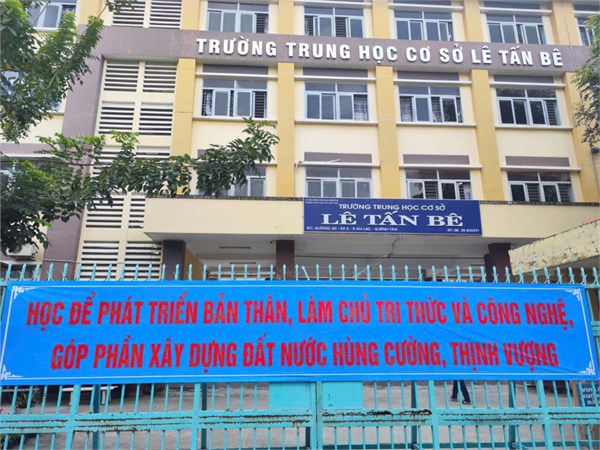 TRƯỜNG TRUNG HỌC CƠ SỞ LÊ TẤN BÊ
TRƯỜNG TRUNG HỌC CƠ SỞ
LÊ TẤN BÊ
HỌC ĐỂ PHÁT TRIỂN BẢN THÂN, LÀM CHỦ TRI THỨC VÀ CÔNG NGHỆ,
GÓP PHẦN XÂY DỰNG ĐẤT NƯỚC HÙNG CƯỜNG, THỊNH VƯỢNG